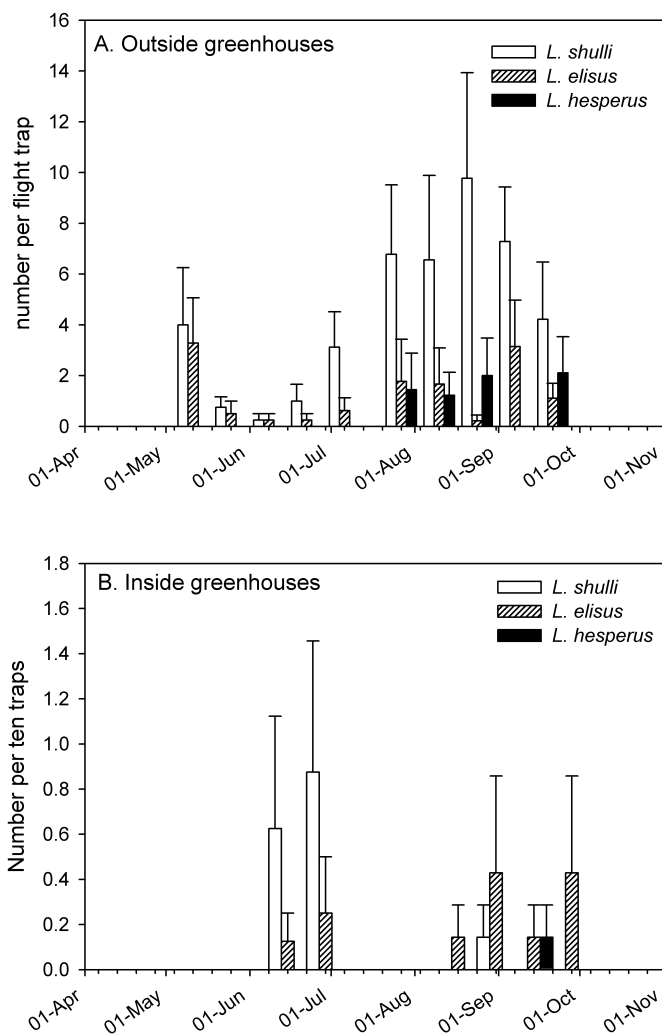 A. Outside greenhouses
L. shulli
L. elisus
L. hesperus
number per flight trap
16
14
12
10
8
6
4
2
0
01-Apr
01-May
01-Jun
01-Jul
01-Aug
01-Sep
01-Oct
01-Nov
B. Inside greenhouses
L. shulli
L. elisus
L. hesperus
Number per ten traps
1.8
1.6
1.4
1.2
1.0
0.8
0.6
0.4
0.2
0.0
01-Apr
01-May
01-Jun
01-Jul
01-Aug
01-Sep
01-Oct
01-Nov